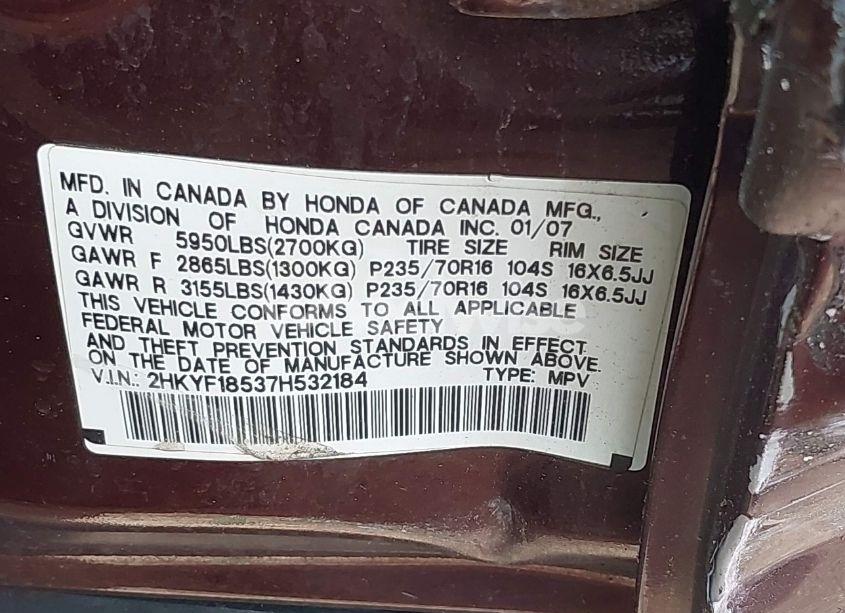 MFD. IN CANADA BY HONDA OF CANADA MFG.,
A DIVISION OF HONDA CANADA INC. 01/07
GVWR 5950LBS(2700KG) TIRE SIZE RIM SIZE
GAWR F 2865LBS(1300KG) P235/70R16 104S 16X6.5JJ
GAWR R 3155LBS(1430KG) P235/70R16 104S 16X6.5JJ
THIS VEHICLE CONFORMS TO ALL APPLICABLE
FEDERAL MOTOR VEHICLE SAFETY
AND THEFT PREVENTION STANDARDS IN EFFECT
ON THE DATE OF MANUFACTURE SHOWN ABOVE.
V.I.N.: 2HKYF18537H532184 TYPE: MPV